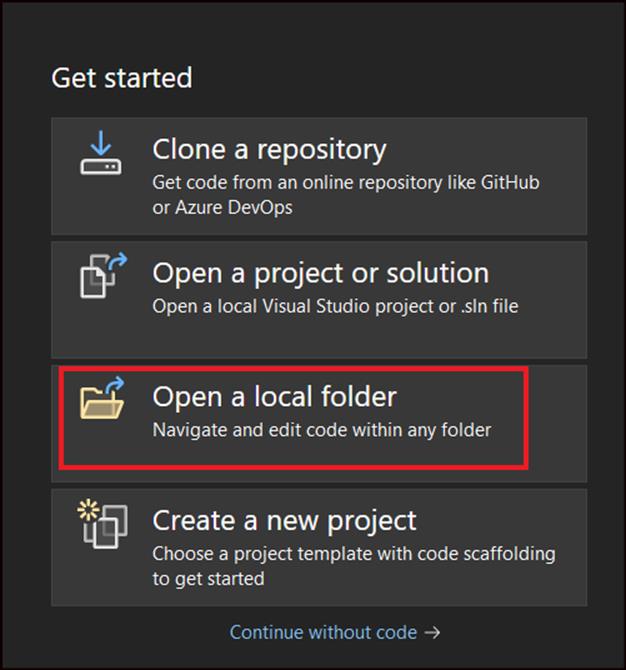 Get started
Clone a repository
Get code from an online repository like GitHub
or Azure DevOps
Open a project or solution
Open a local Visual Studio project or .sln file
Open a local folder
Navigate and edit code within any folder
Create a new project
Choose a project template with code scaffolding
to get started
Continue without code →